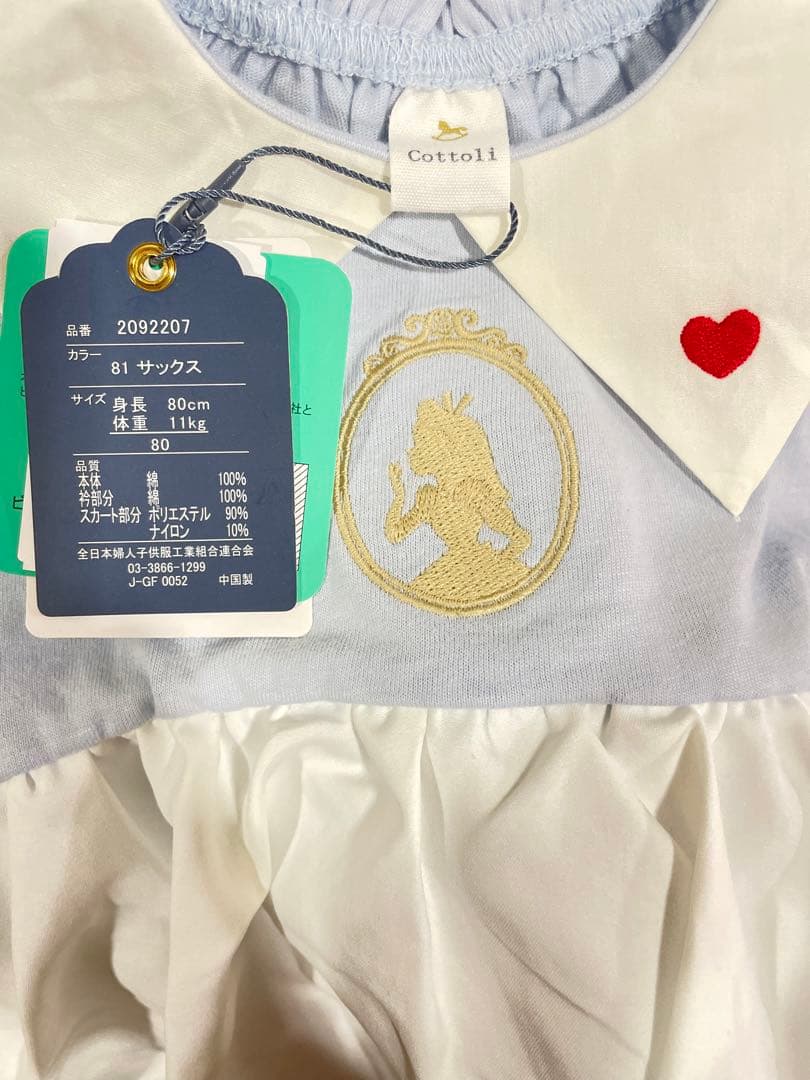 Cottoli
品番 2092207
カラー
81 サックス
サイズ 身長 80cm
体重 11kg
80
品質
本体 綿 100%
衿部分 綿 100%
スカート部分 ポリエステル 90%
ナイロン 10%
全日本婦人子供服工業組合連合会
03-3866-1299
J-GF 0052 中国製
社と